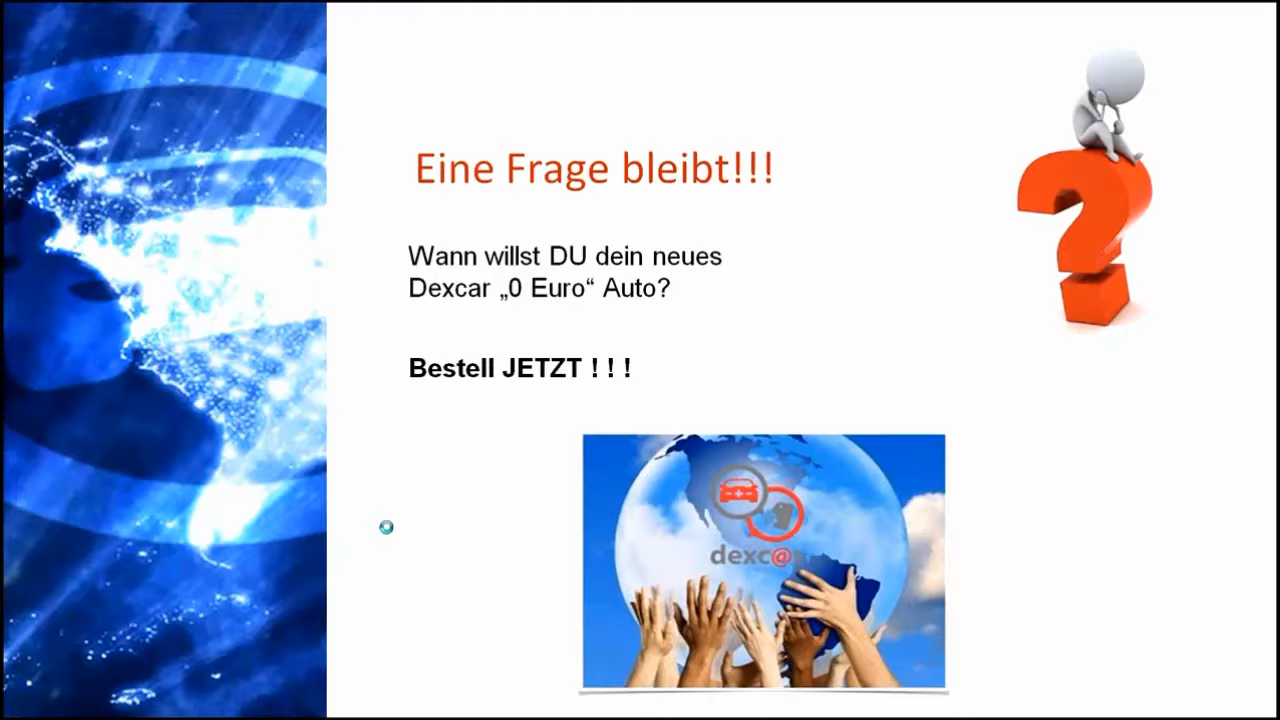 Eine Frage bleibt!!!
Wann willst DU dein neues
Dexcar „0 Euro“ Auto?
Bestell JETZT ! ! !
dexc@r